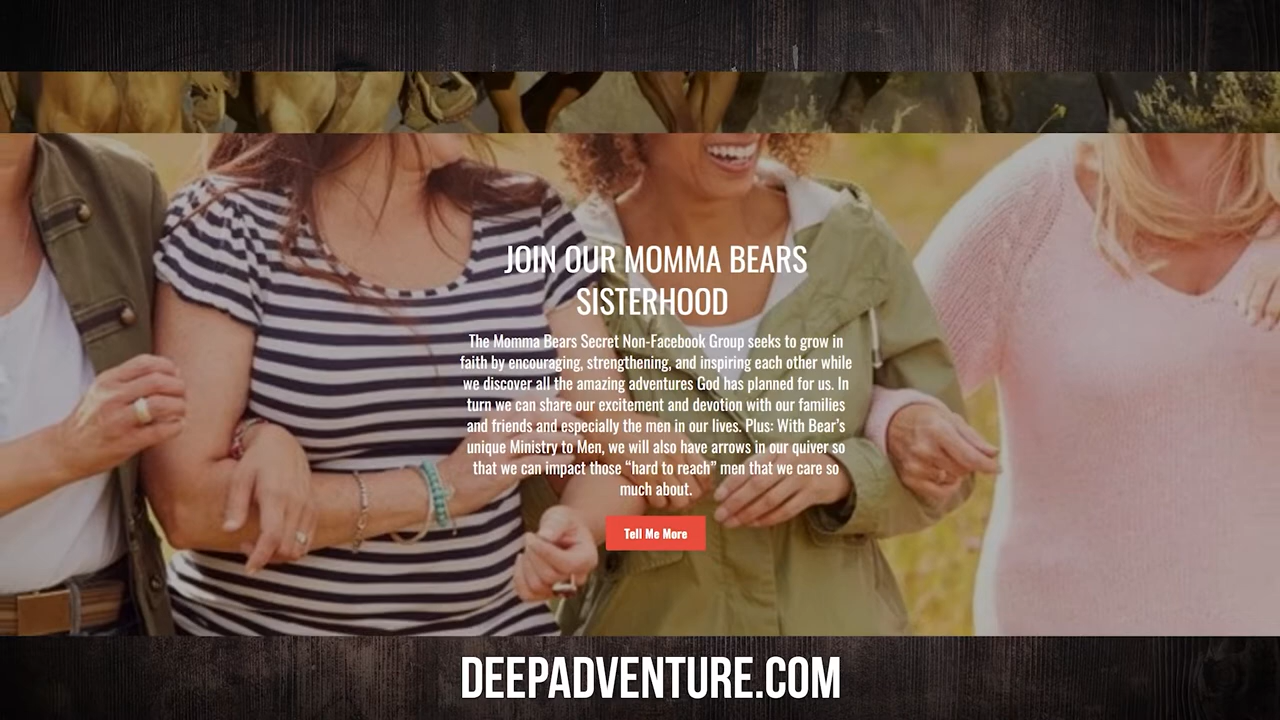 JOIN OUR MOMMA BEARS
SISTERHOOD
The Momma Bears Secret Non-Facebook Group seeks to grow in
faith by encouraging, strengthening, and inspiring each other while
we discover all the amazing adventures God has planned for us. In
turn we can share our excitement and devotion with our families
and friends and especially the men in our lives. Plus: With Bear's
unique Ministry to Men, we will also have arrows in our quiver so
that we can impact those “hard to reach” men that we care so
much about.
Tell Me More
DEEPADVENTURE.COM